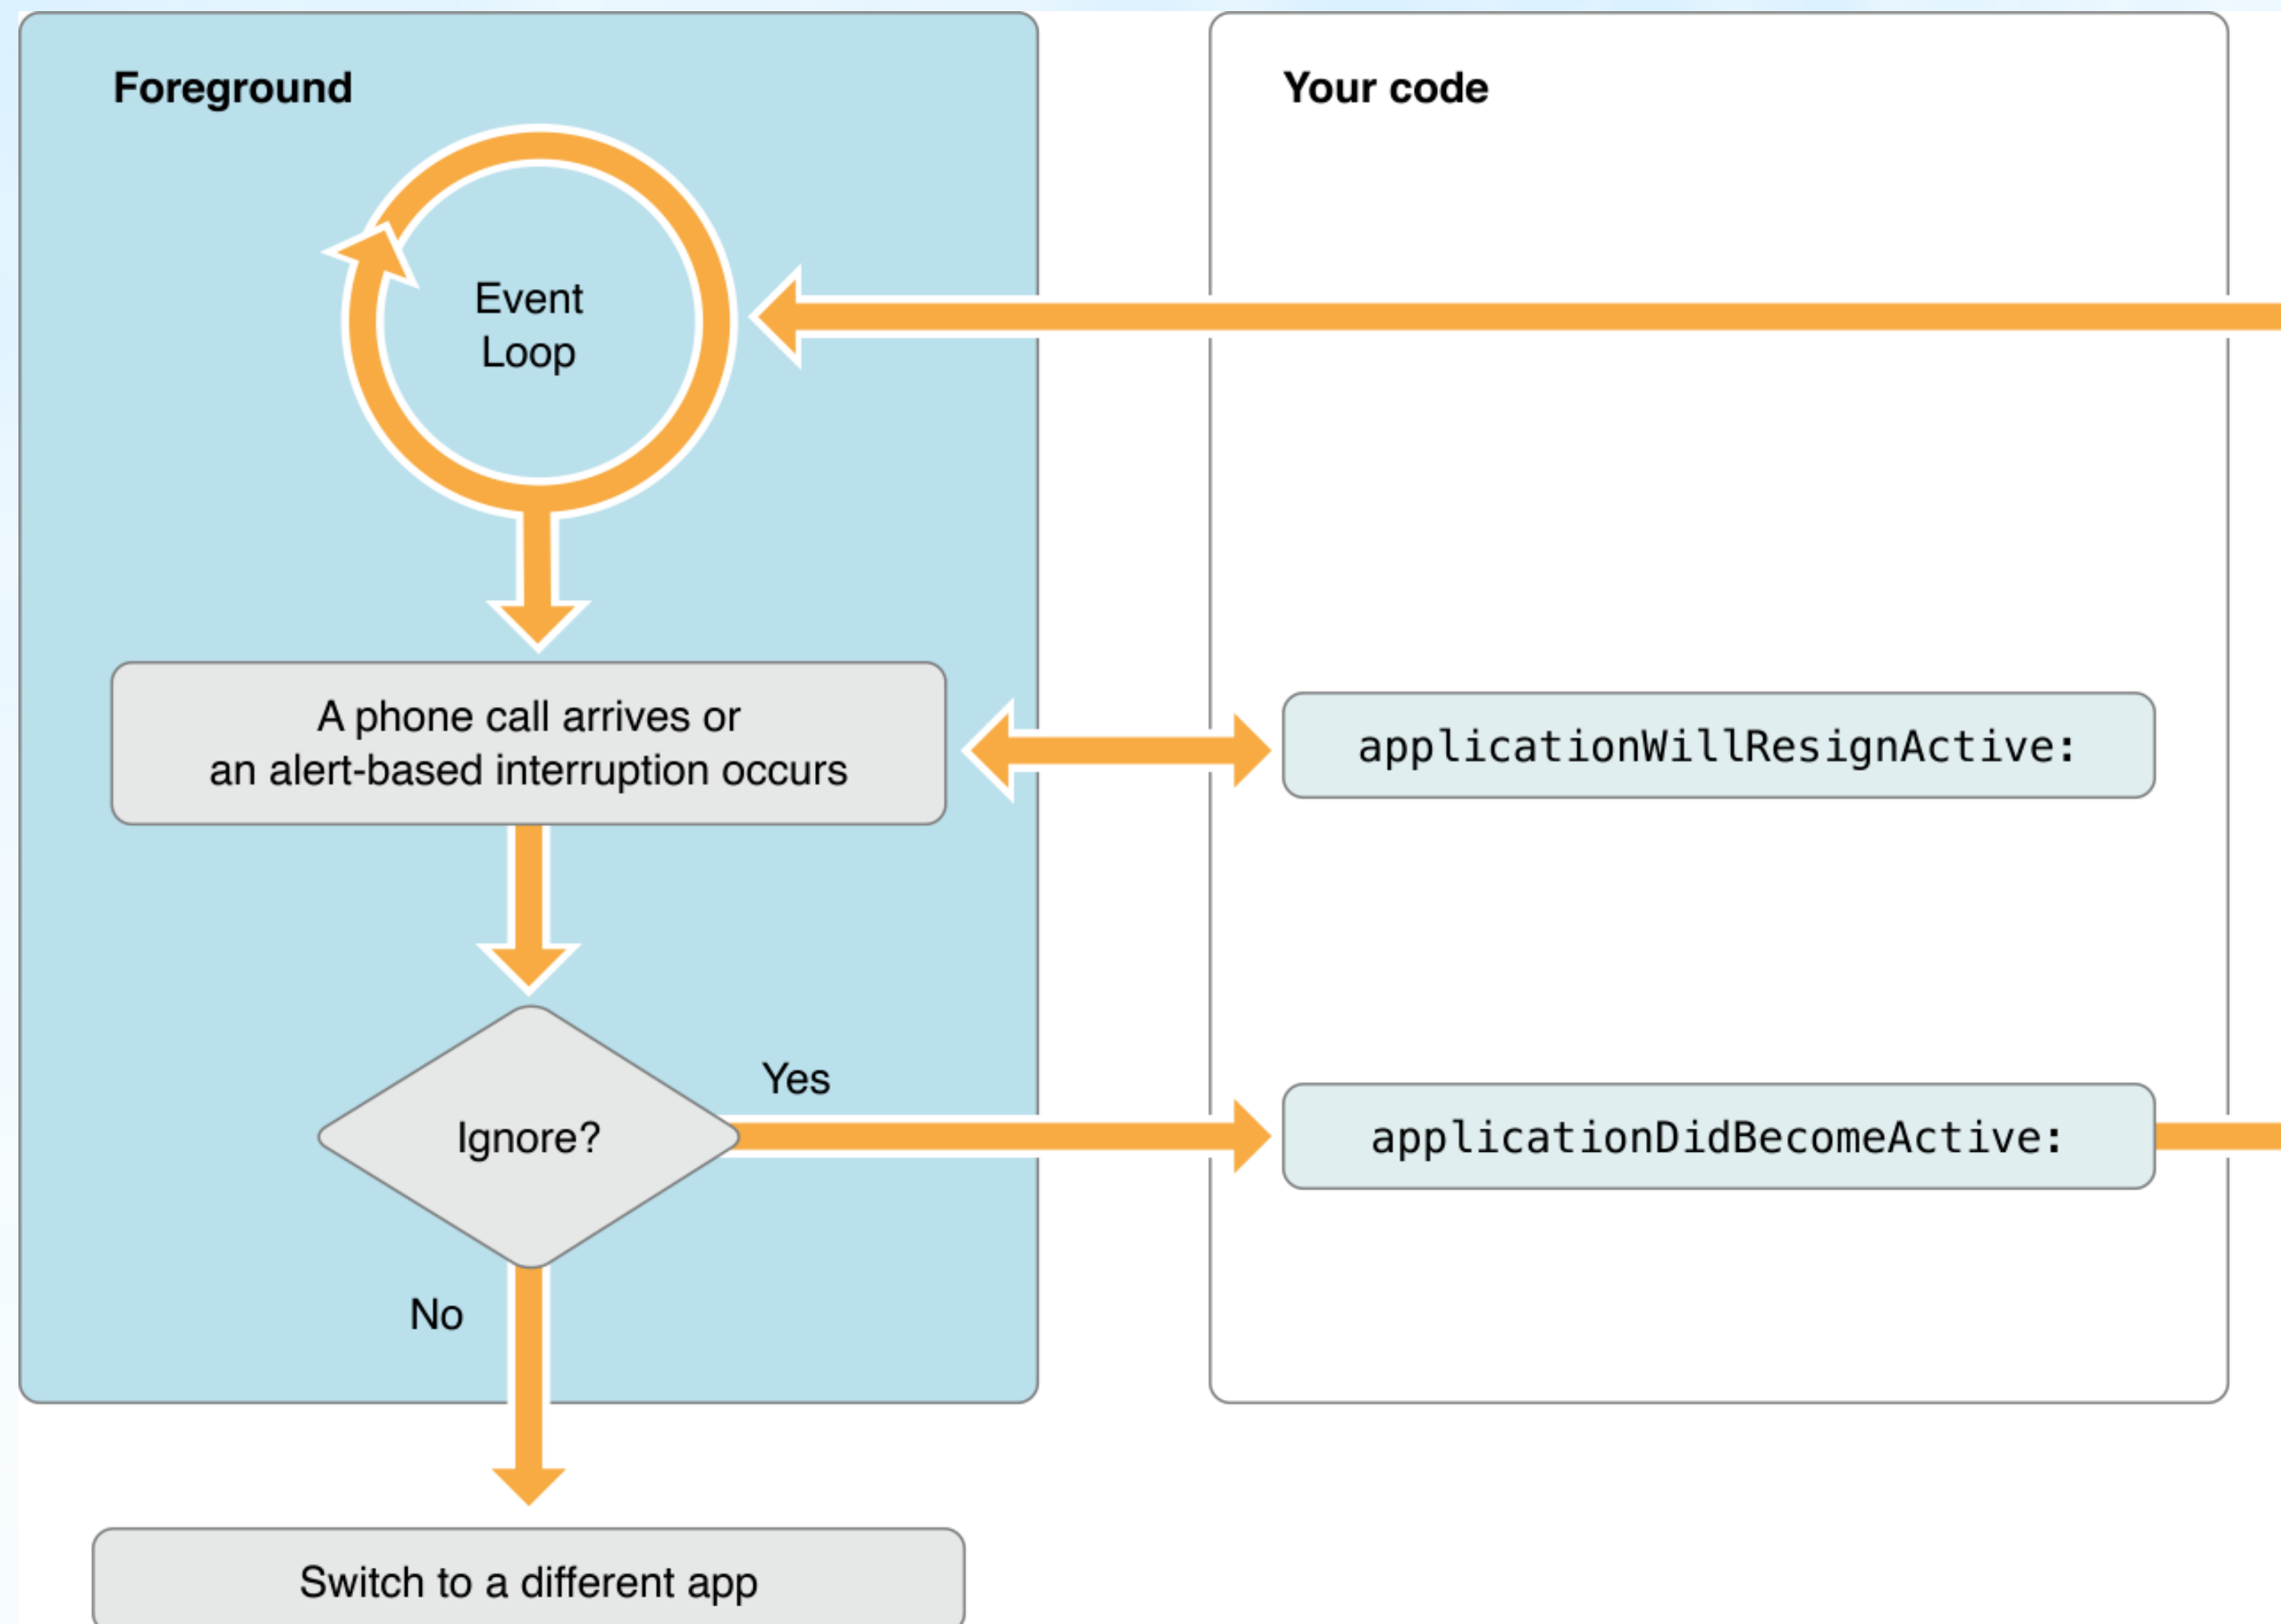 Foreground
Your code
Event
Loop
A phone call arrives or
an alert-based interruption occurs
applicationWillResignActive:
Yes
Ignore?
applicationDidBecomeActive:
No
Switch to a different app